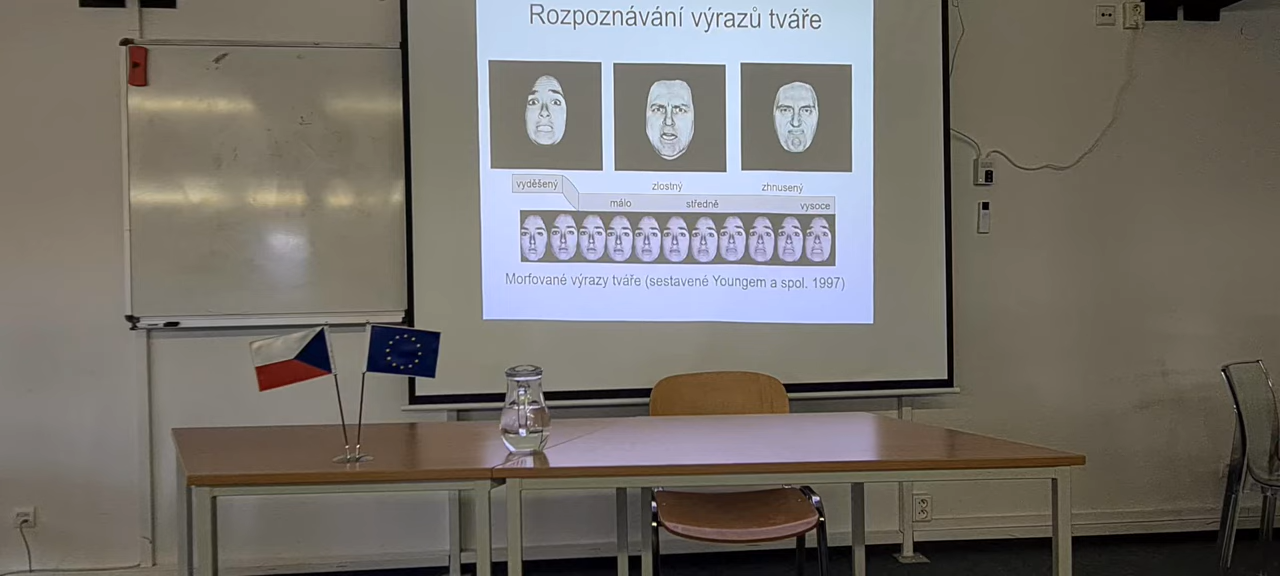 Rozpoznávání výrazů tváře
vyděšený zlostný zhnusený
málo středně vysoce
Morfované výrazy tváře (sestavené Youngem a spol. 1997)